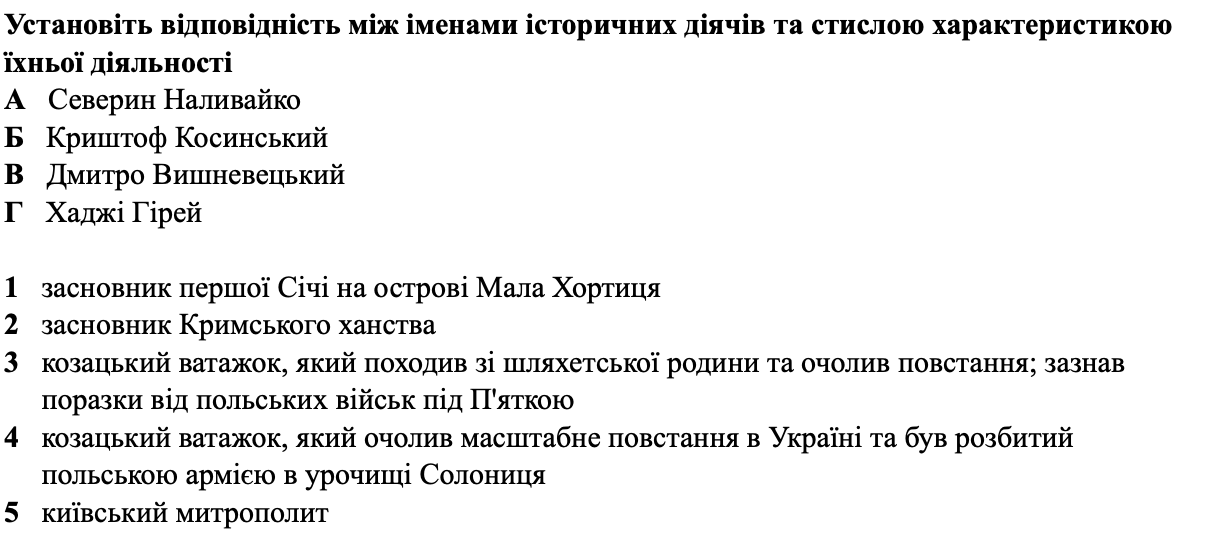 Установіть відповідність між іменами історичних діячів та стислою характеристикою
їхньої діяльності
А Северин Наливайко
Б Криштоф Косинський
В Дмитро Вишневецький
Г Хаджі Гірей
1 засновник першої Січі на острові Мала Хортиця
2 засновник Кримського ханства
3 козацький ватажок, який походив зі шляхетської родини та очолив повстання; зазнав
поразки від польських військ під П'яткою
4 козацький ватажок, який очолив масштабне повстання в Україні та був розбитий
польською армією в урочищі Солониця
5 київський митрополит